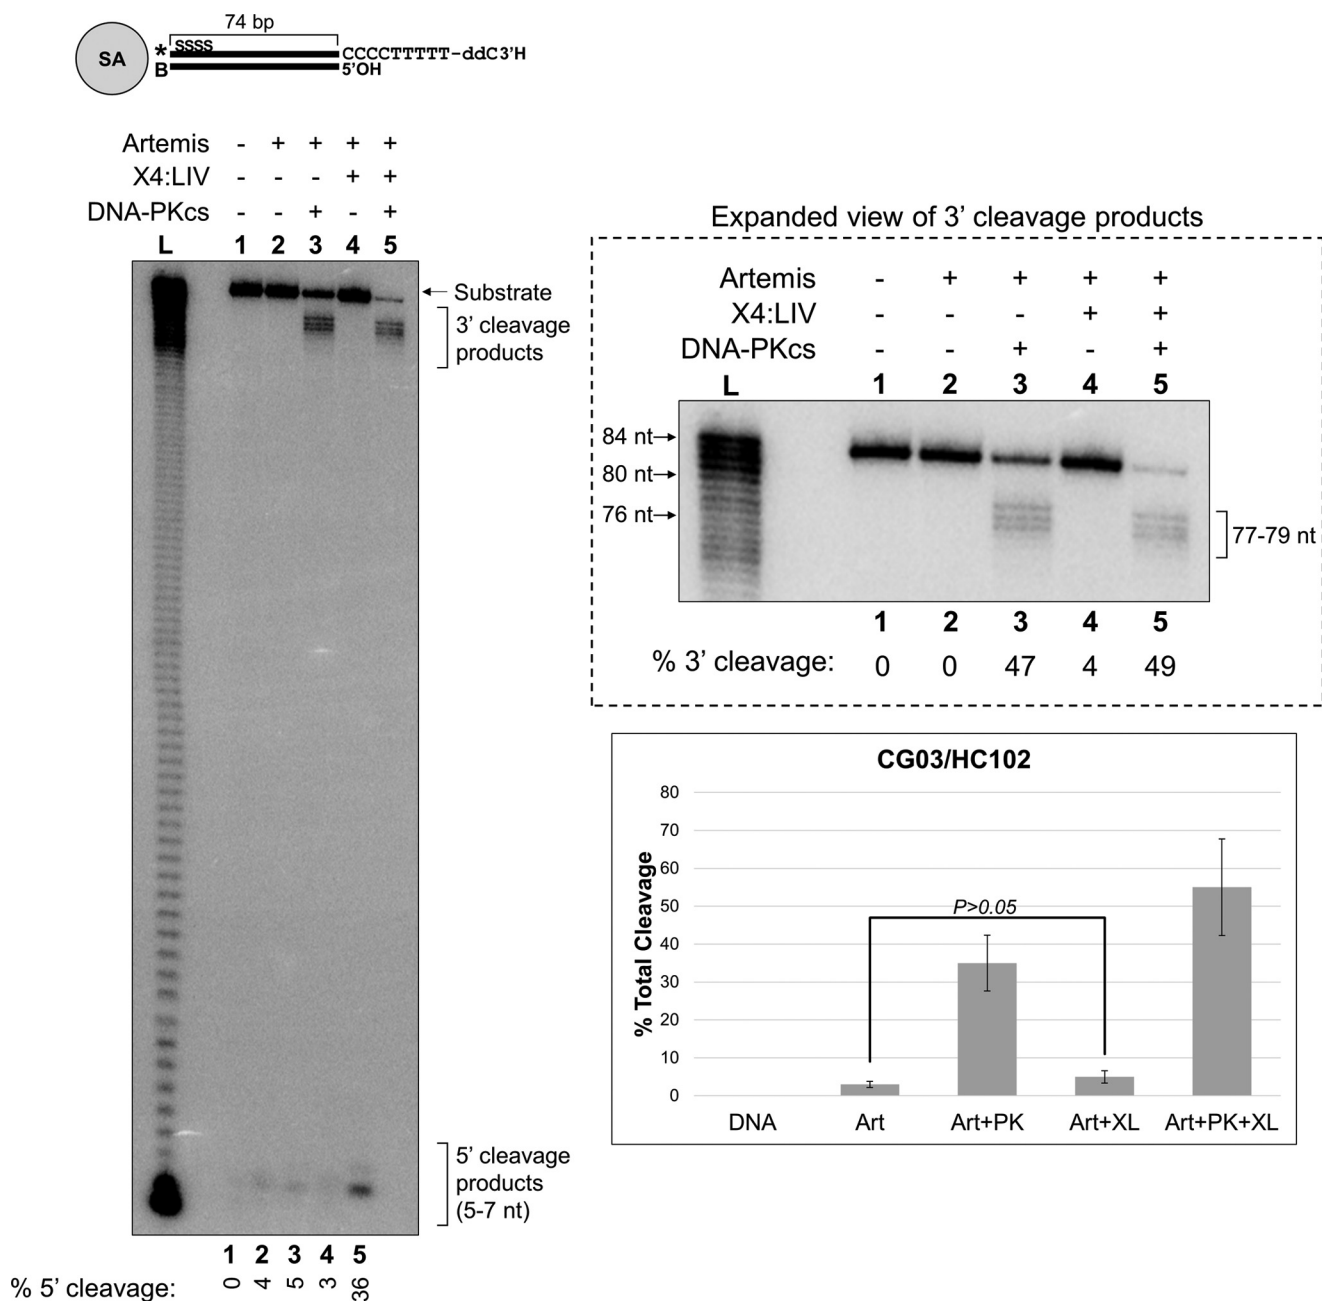 74 bp
SA
*
SSSS
CCCCTTTTT-ddC3'H
B
5'OH
Artemis - + + + +
X4:LIV - - - + +
DNA-PKcs - - + - +
L 1 2 3 4 5
Substrate
3' cleavage
products
5' cleavage
products
(5-7 nt)
1 2 3 4 5
% 5' cleavage: 0 4 5 3 36
Expanded view of 3' cleavage products
Artemis - + + + +
X4:LIV - - - + +
DNA-PKcs - - + - +
L 1 2 3 4 5
84 nt
80 nt
76 nt
77-79 nt
1 2 3 4 5
% 3' cleavage: 0 0 47 4 49
CG03/HC102
% Total Cleavage
80
70
60
50
40
30
20
10
0
P>0.05
DNA Art Art+PK Art+XL Art+PK+XL